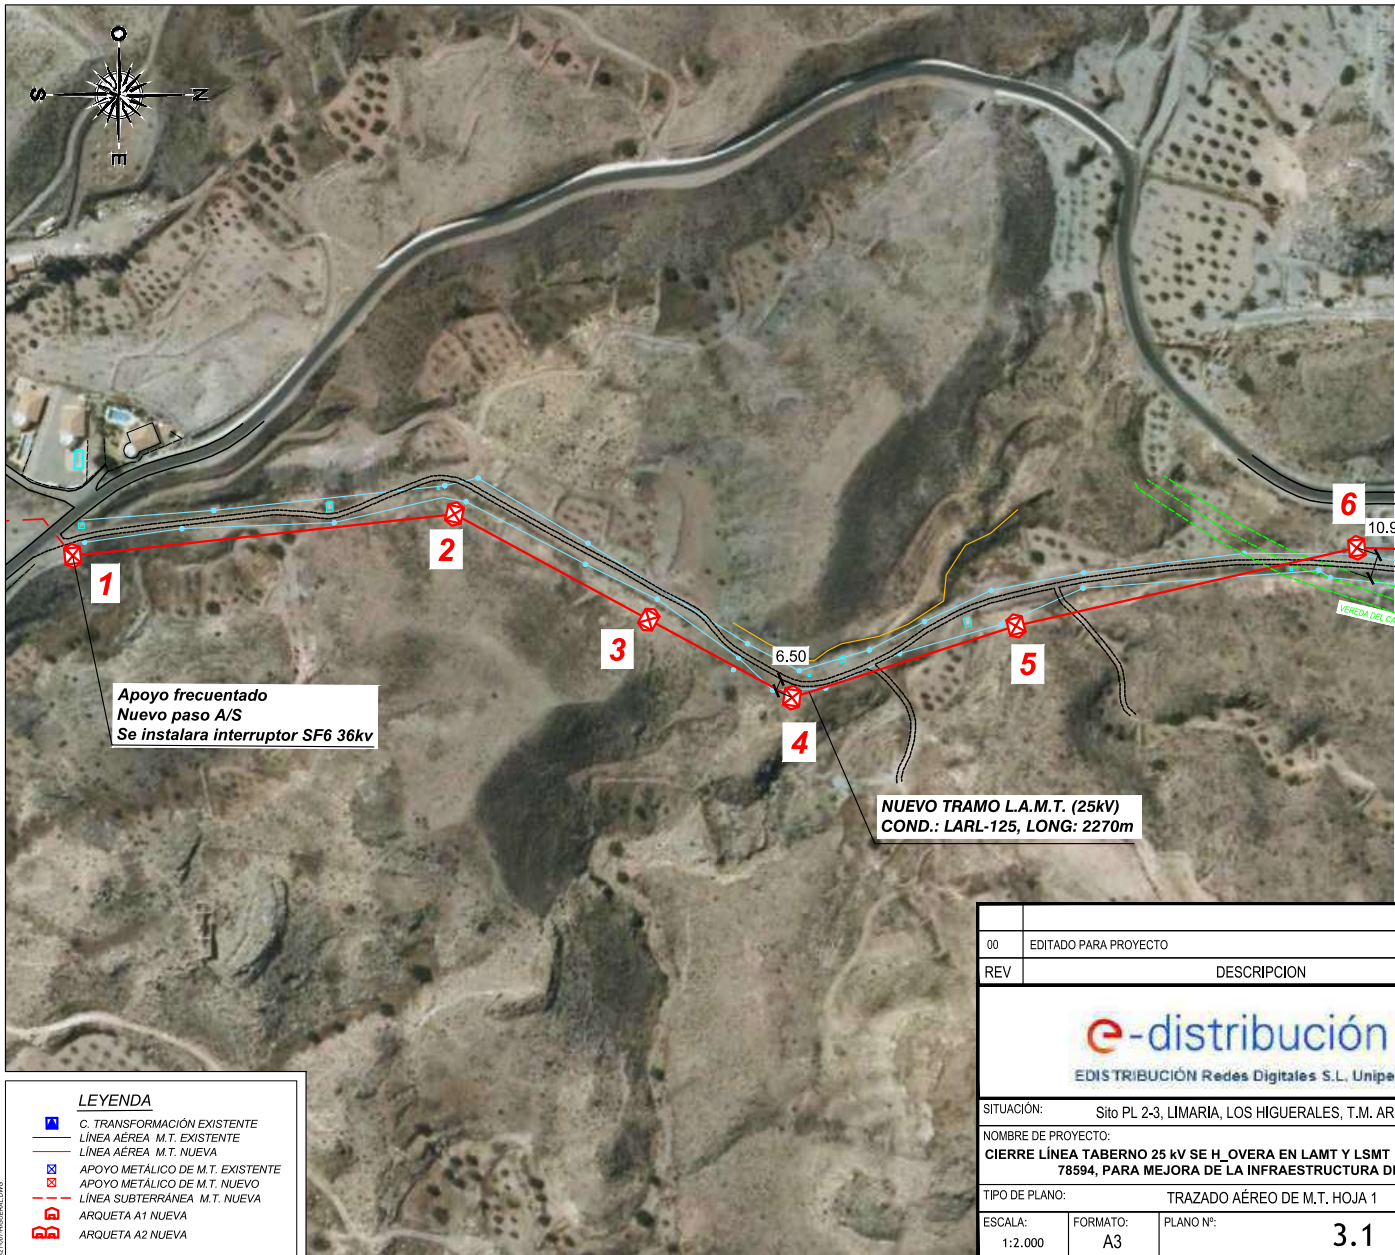 O
S
N
E
1
2
3
4
5
6
6.50
10.9
VEREDA DEL CA
Apoyo frecuentado
Nuevo paso A/S
Se instalara interruptor SF6 36kv
NUEVO TRAMO L.A.M.T. (25kV)
COND.: LARL-125, LONG: 2270m
LEYENDA
C. TRANSFORMACIÓN EXISTENTE
LÍNEA AÉREA M.T. EXISTENTE
LÍNEA AÉREA M.T. NUEVA
APOYO METÁLICO DE M.T. EXISTENTE
APOYO METÁLICO DE M.T. NUEVO
LÍNEA SUBTERRÁNEA M.T. NUEVA
ARQUETA A1 NUEVA
ARQUETA A2 NUEVA
00 EDITADO PARA PROYECTO
REV DESCRIPCION
e-distribución
EDISTRIBUCIÓN Redes Digitales S.L. Unipe
SITUACIÓN: Sito PL 2-3, LIMARIA, LOS HIGUERALES, T.M. AR
NOMBRE DE PROYECTO:
CIERRE LÍNEA TABERNO 25 kV SE H_OVERA EN LAMT Y LSMT
78594, PARA MEJORA DE LA INFRAESTRUCTURA DE
TIPO DE PLANO: TRAZADO AÉREO DE M.T. HOJA 1
ESCALA: FORMATO: PLANO Nº:
1:2.000 A3 3.1